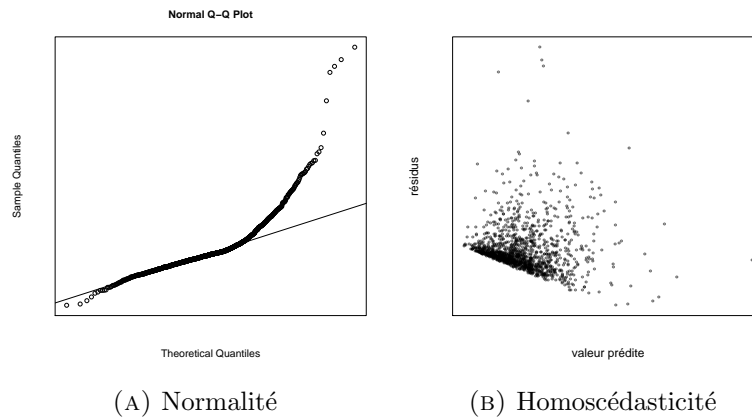 Normal Q−Q Plot
Sample Quantiles
Theoretical Quantiles
résidus
valeur prédite
(A) Normalité
(B) Homoscédasticité